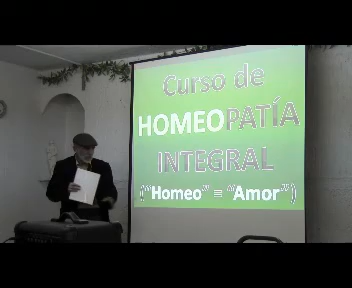 Curso de
HOMEOPATÍA
INTEGRAL
(“Homeo” = “Amor”)